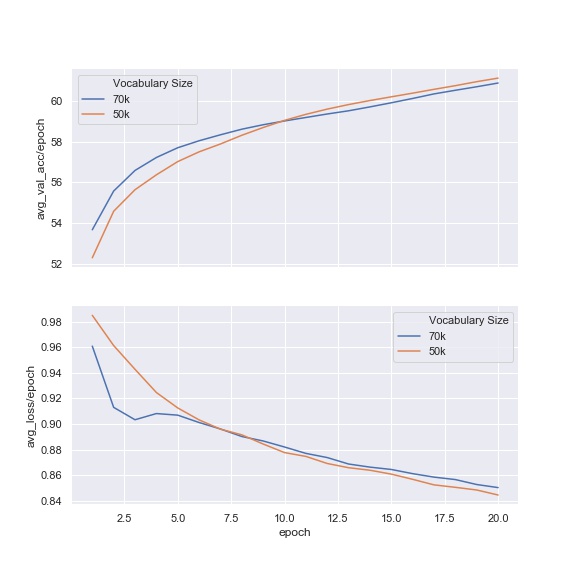 Vocabulary Size
70k
50k
60
58
56
54
52
avg_val_acc/epoch
Vocabulary Size
70k
50k
0.98
0.96
0.94
0.92
0.90
0.88
0.86
0.84
avg_loss/epoch
2.5 5.0 7.5 10.0 12.5 15.0 17.5 20.0
epoch